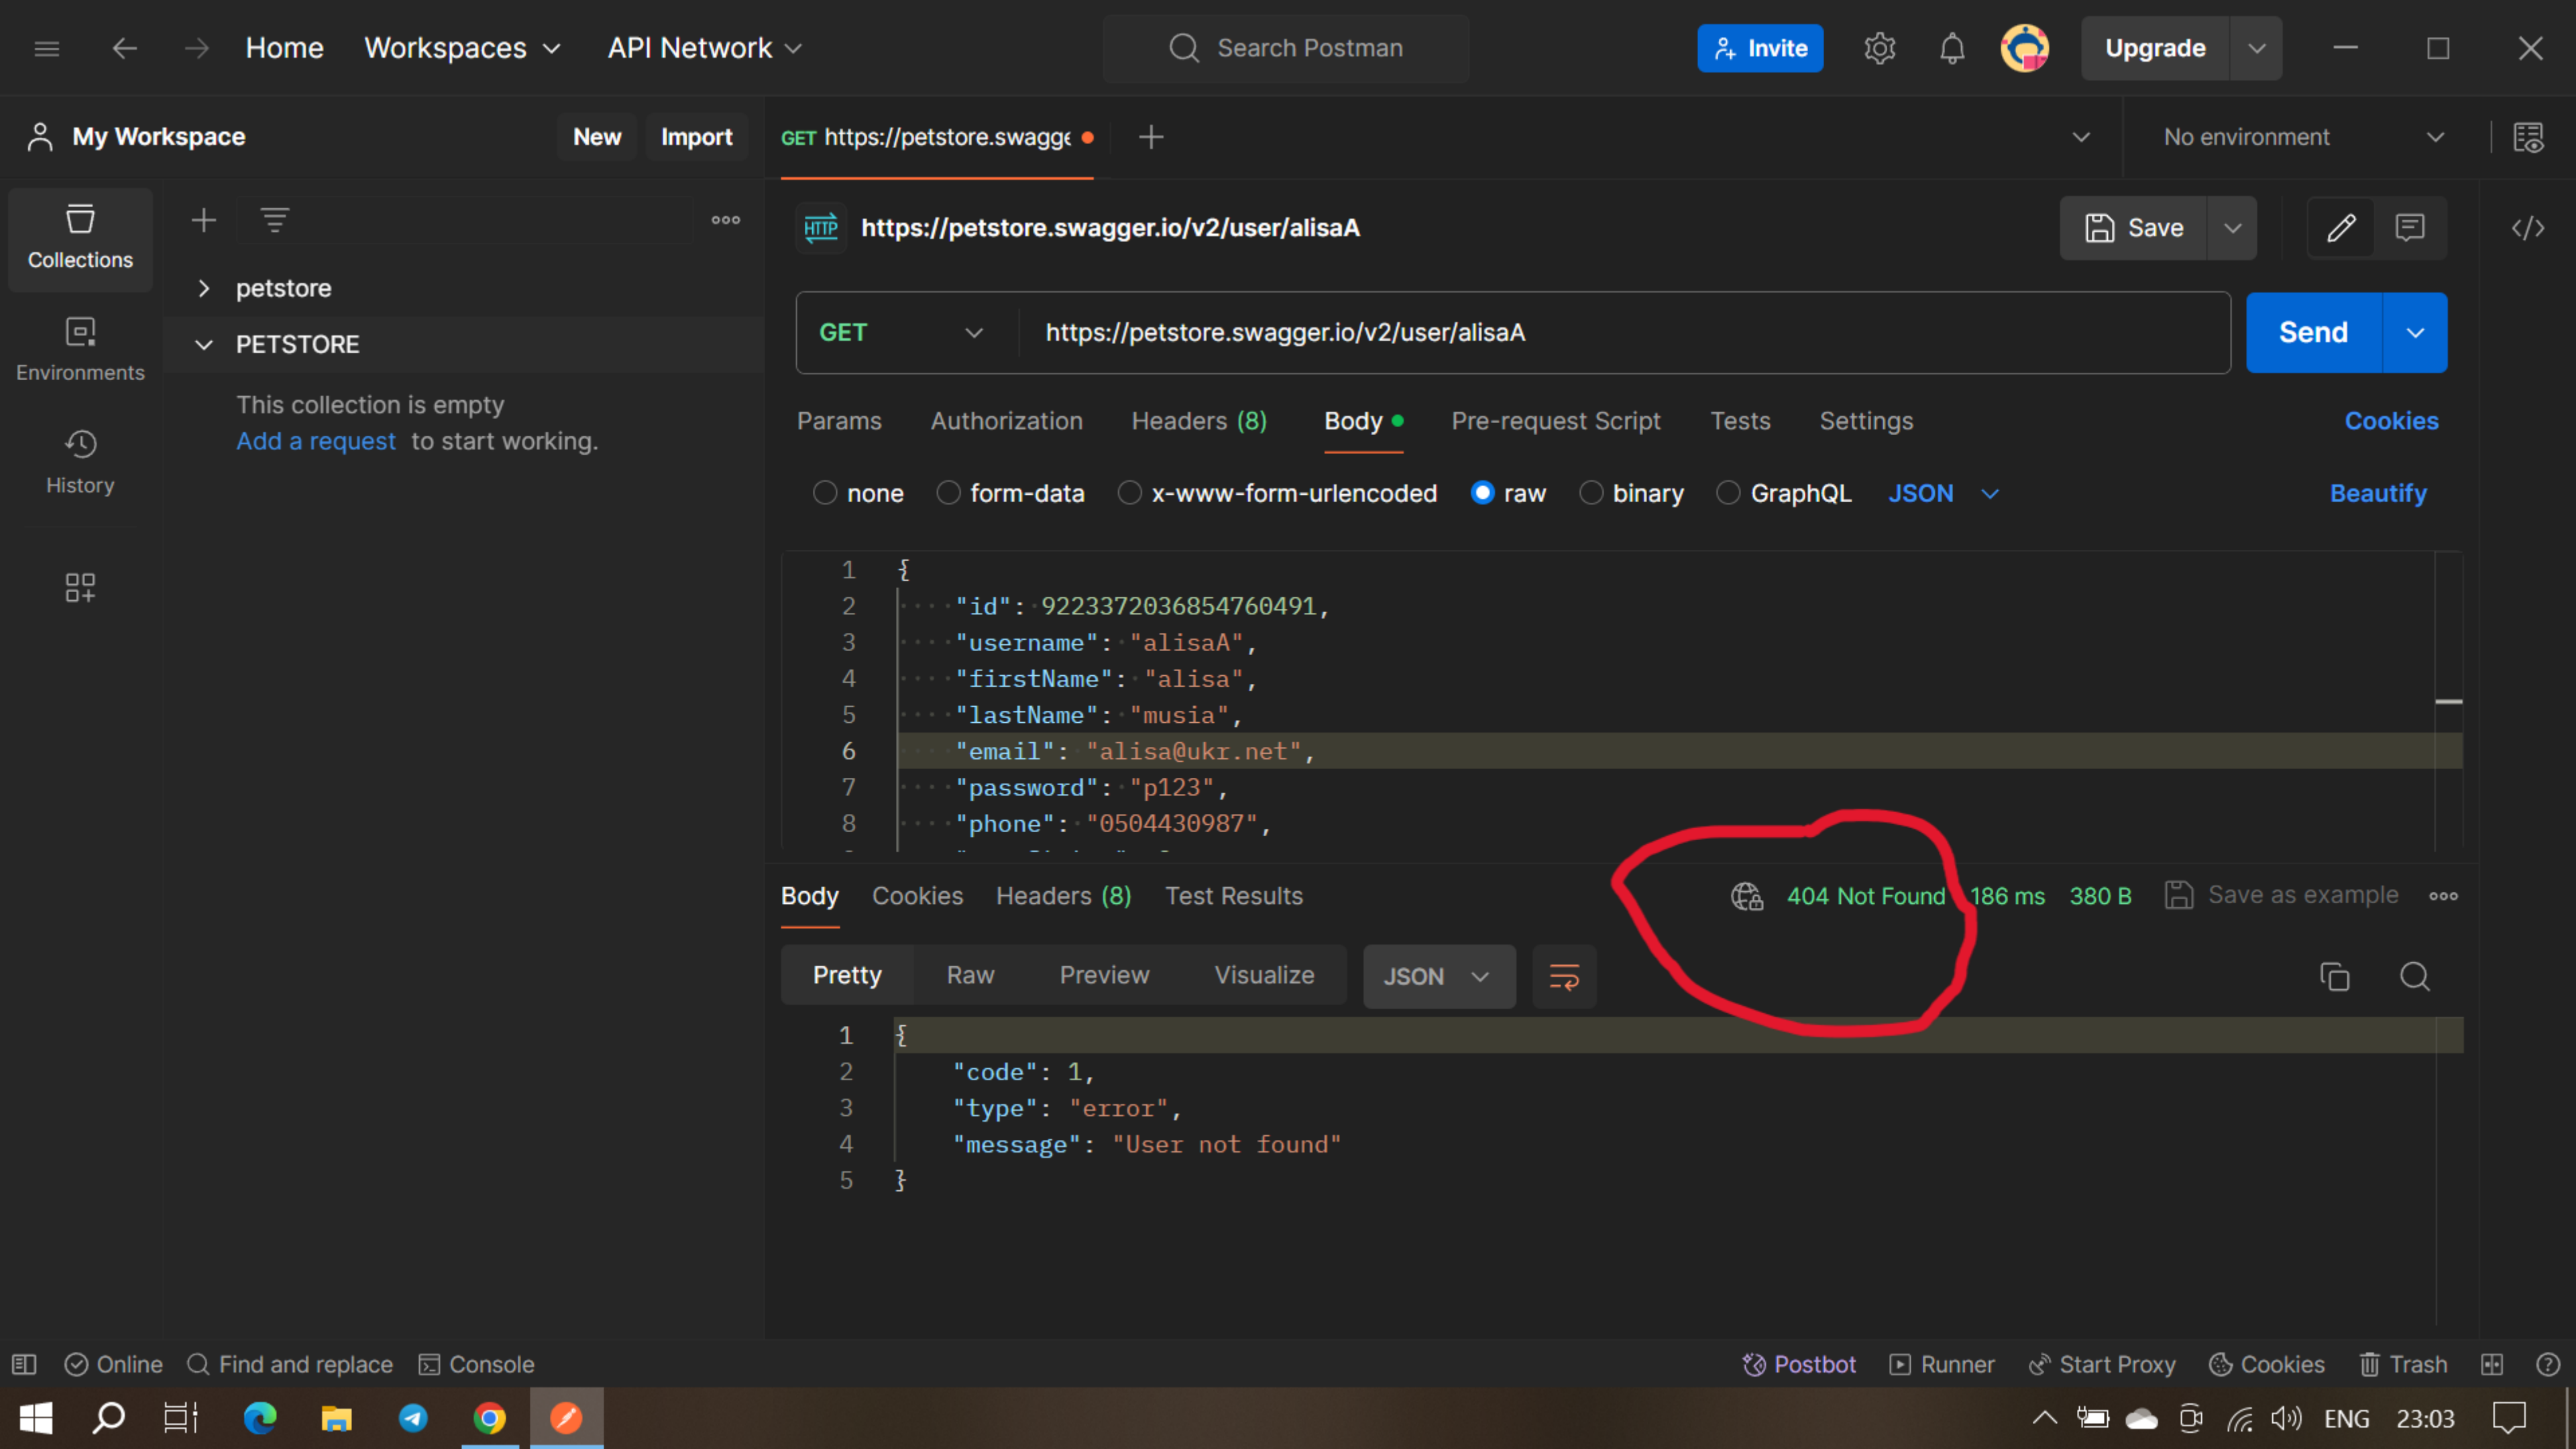 Home Workspaces API Network Search Postman Invite Upgrade
My Workspace New Import GET https://petstore.swagge No environment
Collections
Environments
History
petstore
PETSTORE
This collection is empty
Add a request to start working.
HTTP https://petstore.swagger.io/v2/user/alisaA Save
GET https://petstore.swagger.io/v2/user/alisaA Send
Params Authorization Headers (8) Body Pre-request Script Tests Settings Cookies
none form-data x-www-form-urlencoded raw binary GraphQL JSON Beautify
1 {
2 "id": 9223372036854760491,
3 "username": "alisaA",
4 "firstName": "alisa",
5 "lastName": "musia",
6 "email": "alisa@ukr.net",
7 "password": "p123",
8 "phone": "0504430987",
Body Cookies Headers (8) Test Results 404 Not Found 186 ms 380 B Save as example
Pretty Raw Preview Visualize JSON
1 {
2 "code": 1,
3 "type": "error",
4 "message": "User not found"
5 }
Online Find and replace Console Postbot Runner Start Proxy Cookies Trash
ENG 23:03